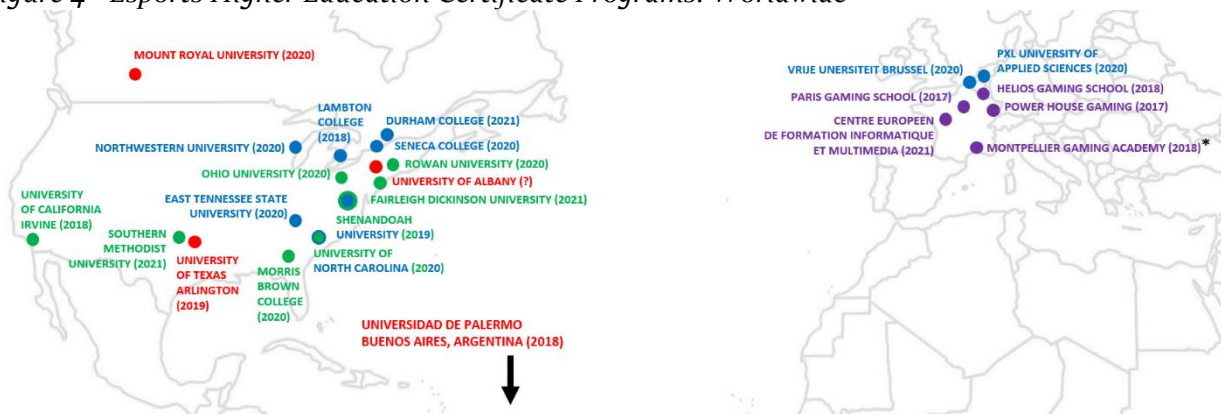 Figure 4 - Esports Higher Education Certificate Programs: Worldwide
MOUNT ROYAL UNIVERSITY (2020)
LAMBTON
COLLEGE
(2018)
DURHAM COLLEGE (2021)
NORTHWESTERN UNIVERSITY (2020)
SENECA COLLEGE (2020)
ROWAN UNIVERSITY (2020)
OHIO UNIVERSITY (2020)
UNIVERSITY OF ALBANY (?)
UNIVERSITY
OF CALIFORNIA
IRVINE (2018)
EAST TENNESSEE STATE
UNIVERSITY (2020)
FAIRLEIGH DICKINSON UNIVERSITY (2021)
SHENANDOAH
UNIVERSITY (2019)
SOUTHERN
METHODIST
UNIVERSITY (2021)
UNIVERSITY
OF TEXAS
ARLINGTON
(2019)
UNIVERSITY OF
NORTH CAROLINA (2020)
MORRIS
BROWN
COLLEGE
(2020)
UNIVERSIDAD DE PALERMO
BUENOS AIRES, ARGENTINA (2018)
VRIJE UNERSITEIT BRUSSEL (2020)
PXL UNIVERSITY OF
APPLIED SCIENCES (2020)
HELIOS GAMING SCHOOL (2018)
PARIS GAMING SCHOOL (2017)
POWER HOUSE GAMING (2017)
CENTRE EUROPEEN
DE FORMATION INFORMATIQUE
ET MULTIMEDIA (2021)
MONTPELLIER GAMING ACADEMY (2018)*